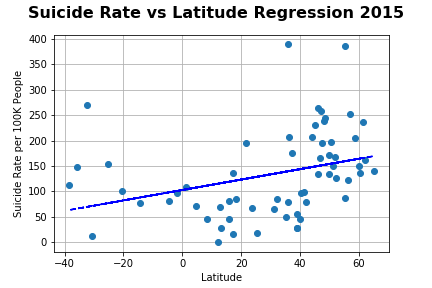 Suicide Rate vs Latitude Regression 2015
400
350
300
250
200
150
100
50
0
Suicide Rate per 100K People
−40 −20 0 20 40 60
Latitude